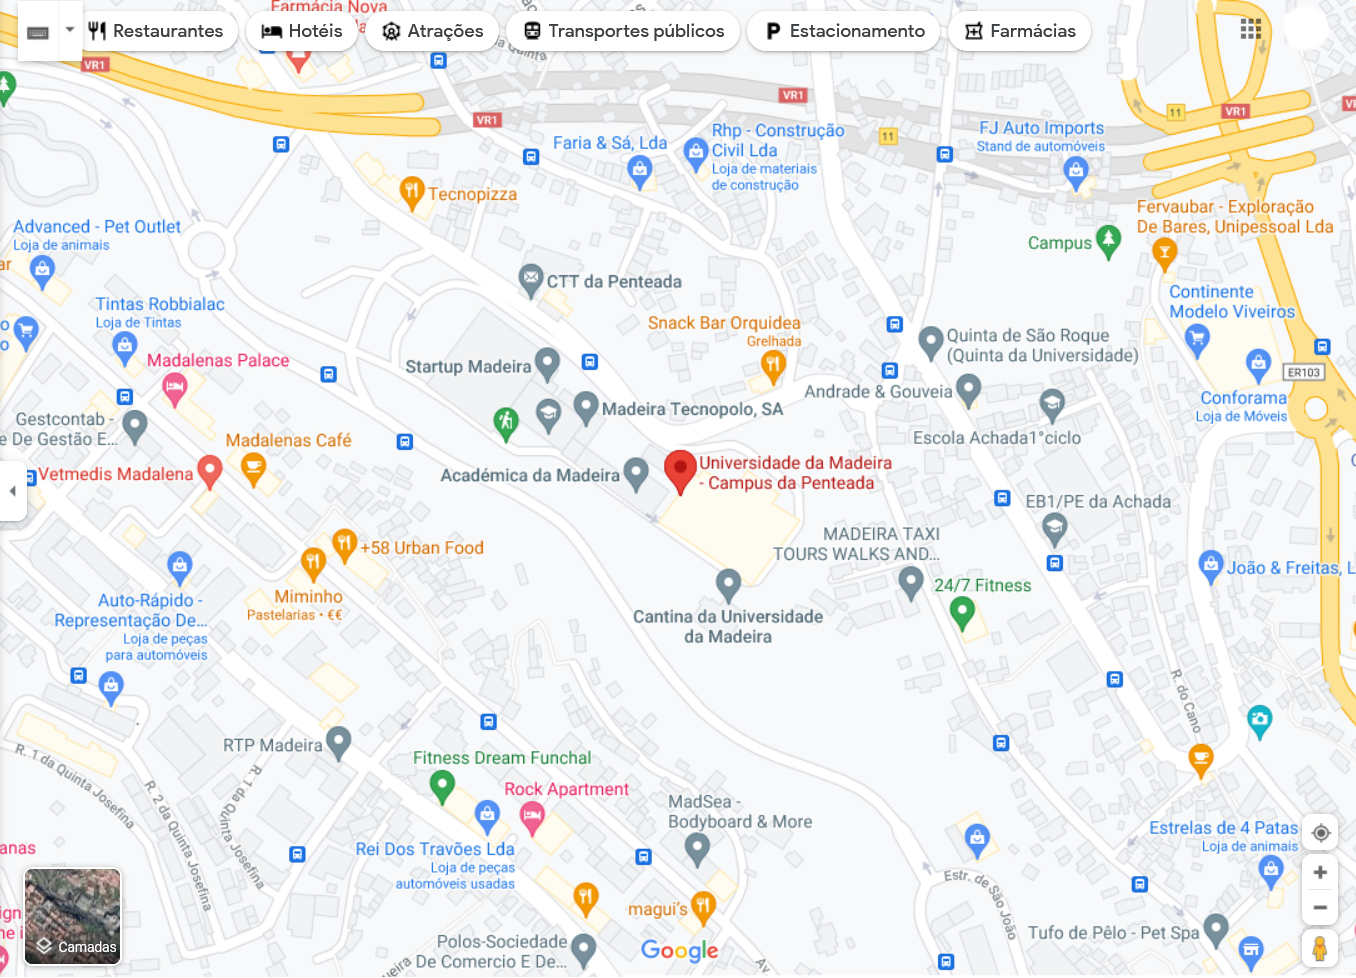 Farmácia Nova
Restaurantes
Hotéis
Atrações
Transportes públicos
Estacionamento
Farmácias
VR1
VR1
VR1
VR1
11
11
Faria & Sá, Lda
Rhp - Construção
Civil Lda
Loja de materiais
de construção
FJ Auto Imports
Stand de automóveis
Tecnopizza
Fervaubar - Exploração
De Bares, Unipessoal Lda
Campus
Advanced - Pet Outlet
Loja de animais
CTT da Penteada
Tintas Robbialac
Loja de Tintas
Continente
Modelo Viveiros
Snack Bar Orquidea
Grelhada
Quinta de São Roque
(Quinta da Universidade)
Madalenas Palace
Startup Madeira
ER103
Andrade & Gouveia
Conforama
Loja de Móveis
Madeira Tecnopolo, SA
Gestcontab -
e De Gestão E...
Madalenas Café
Escola Achada1°ciclo
Vetmedis Madalena
Académica da Madeira
Universidade da Madeira
- Campus da Penteada
EB1/PE da Achada
MADEIRA TAXI
TOURS WALKS AND...
+58 Urban Food
João & Freitas, L
24/7 Fitness
Miminho
Pastelarias • €€
Auto-Rápido -
Representação De...
Loja de peças
para automóveis
Cantina da Universidade
da Madeira
R. do Cano
RTP Madeira
Fitness Dream Funchal
R. 1 da Quinta Josefina
R. 2 da Quinta Josefina
R. 1 da Quinta Josefina
Rock Apartment
MadSea -
Bodyboard & More
Rei Dos Travões Lda
Loja de peças
automóveis usadas
Estrelas de 4 Patas
Loja de animais
anas
Estr. de São João
magui's
Tufo de Pêlo - Pet Spa
Polos-Sociedade
De Comercio E De...
Google
Av
Camadas